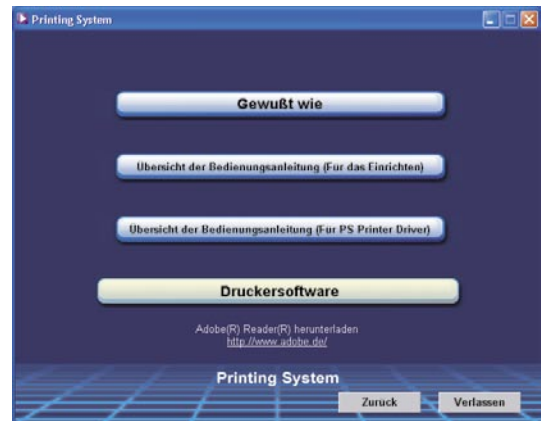 Printing System
Gewußt wie
Übersicht der Bedienungsanleitung (Für das Einrichten)
Übersicht der Bedienungsanleitung (Für PS Printer Driver)
Druckersoftware
Adobe(R) Reader(R) herunterladen
http://www.adobe.de/
Printing System
Zurück
Verlassen